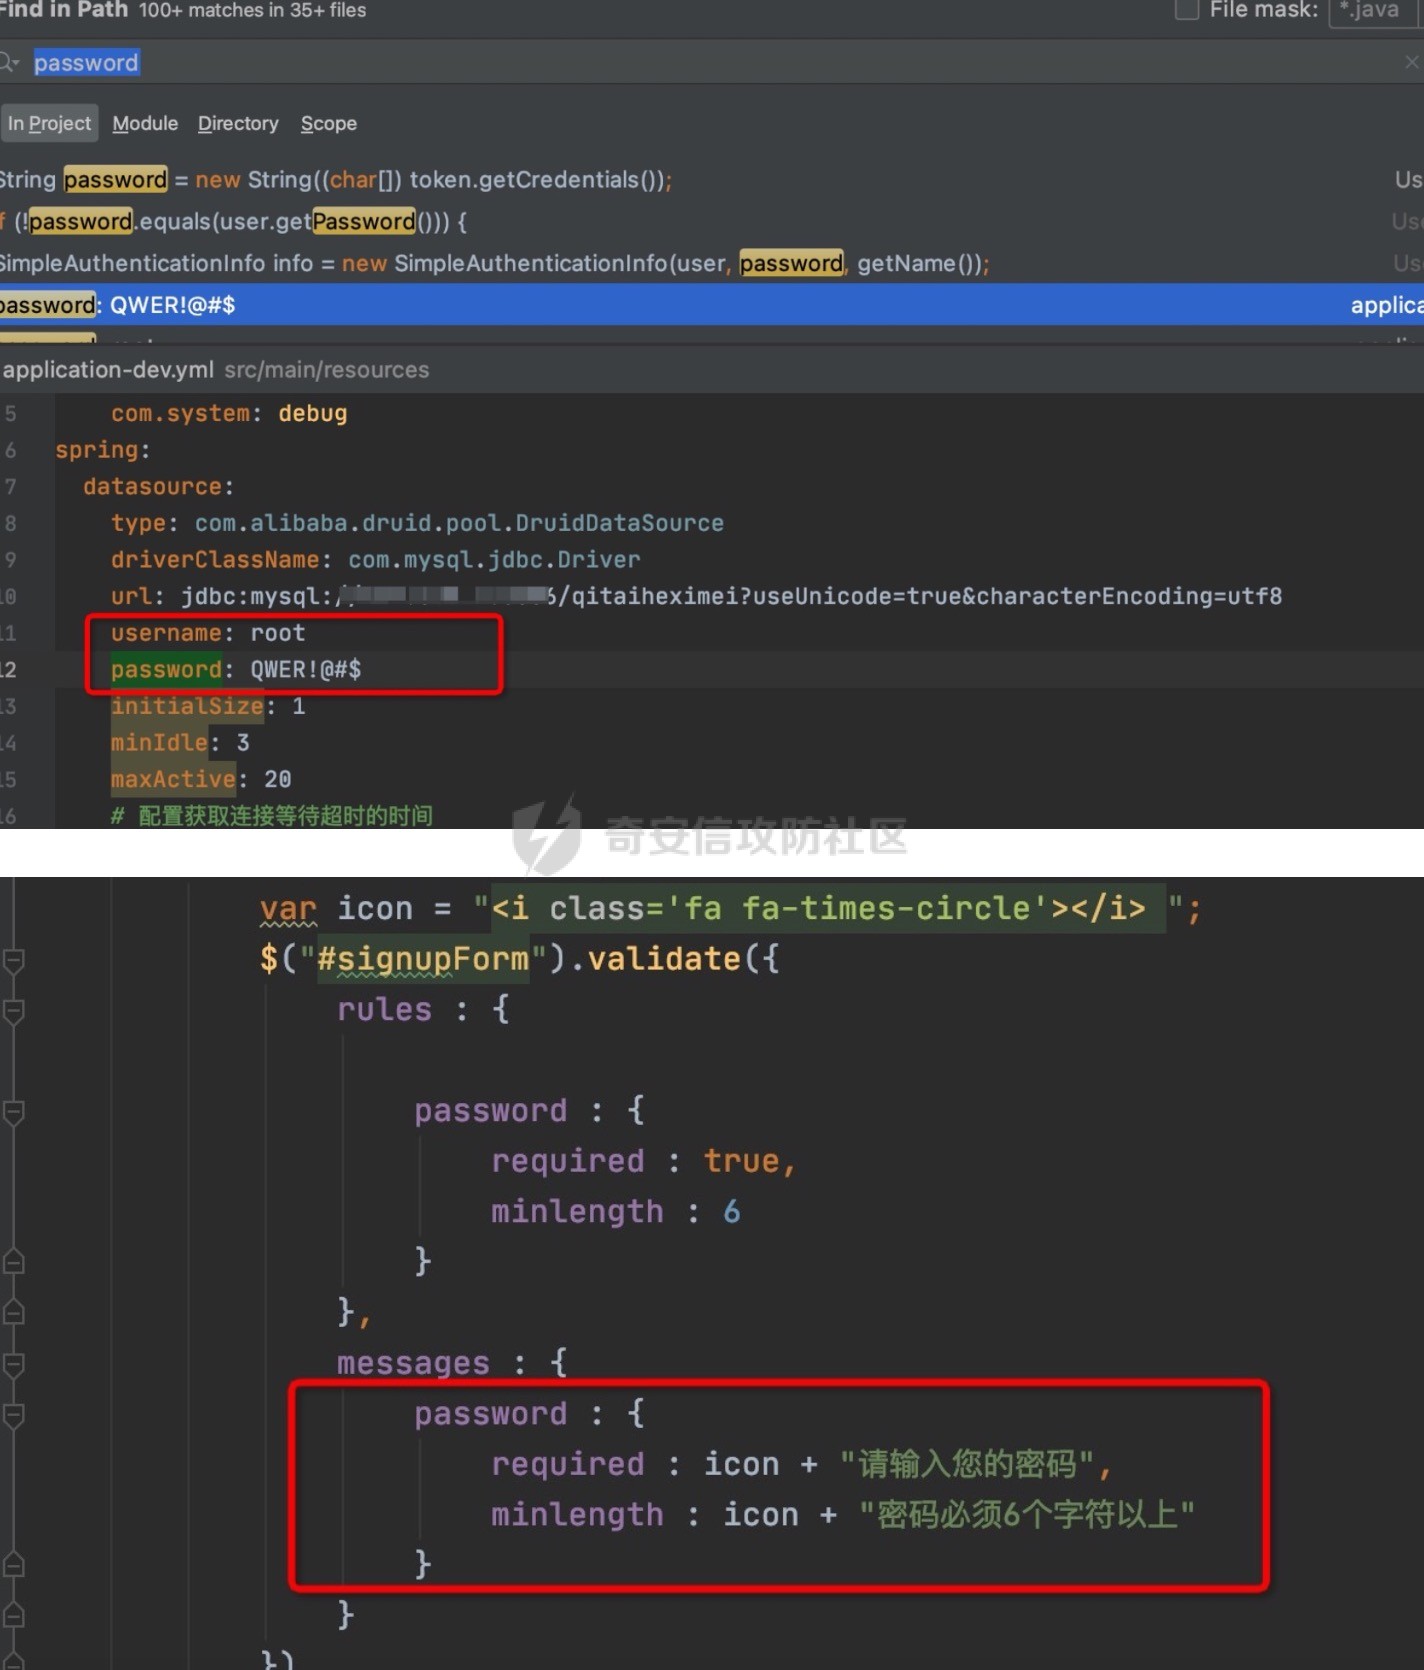 Find in Path 100+ matches in 35+ files File mask: *.java
password
In Project Module Directory Scope
String password = new String((char[]) token.getCredentials()); Us
f (!password.equals(user.getPassword())) { Use
SimpleAuthenticationInfo info = new SimpleAuthenticationInfo(user, password, getName()); Us
password: QWER!@#$ applica
application-dev.yml src/main/resources
5 com.system: debug
6 spring:
7 datasource:
8 type: com.alibaba.druid.pool.DruidDataSource
9 driverClassName: com.mysql.jdbc.Driver
10 url: jdbc:mysql:/ 6/qitaiheximei?useUnicode=true&characterEncoding=utf8
11 username: root
12 password: QWER!@#$
13 initialSize: 1
14 minIdle: 3
15 maxActive: 20
16 # 配置获取连接等待超时的时间
奇安信攻防社区
var icon = "<i class='fa fa-times-circle'></i> ";
$("#signupForm").validate({
rules : {
password : {
required : true,
minlength : 6
}
},
messages : {
password : {
required : icon + "请输入您的密码",
minlength : icon + "密码必须6个字符以上"
}
}
})